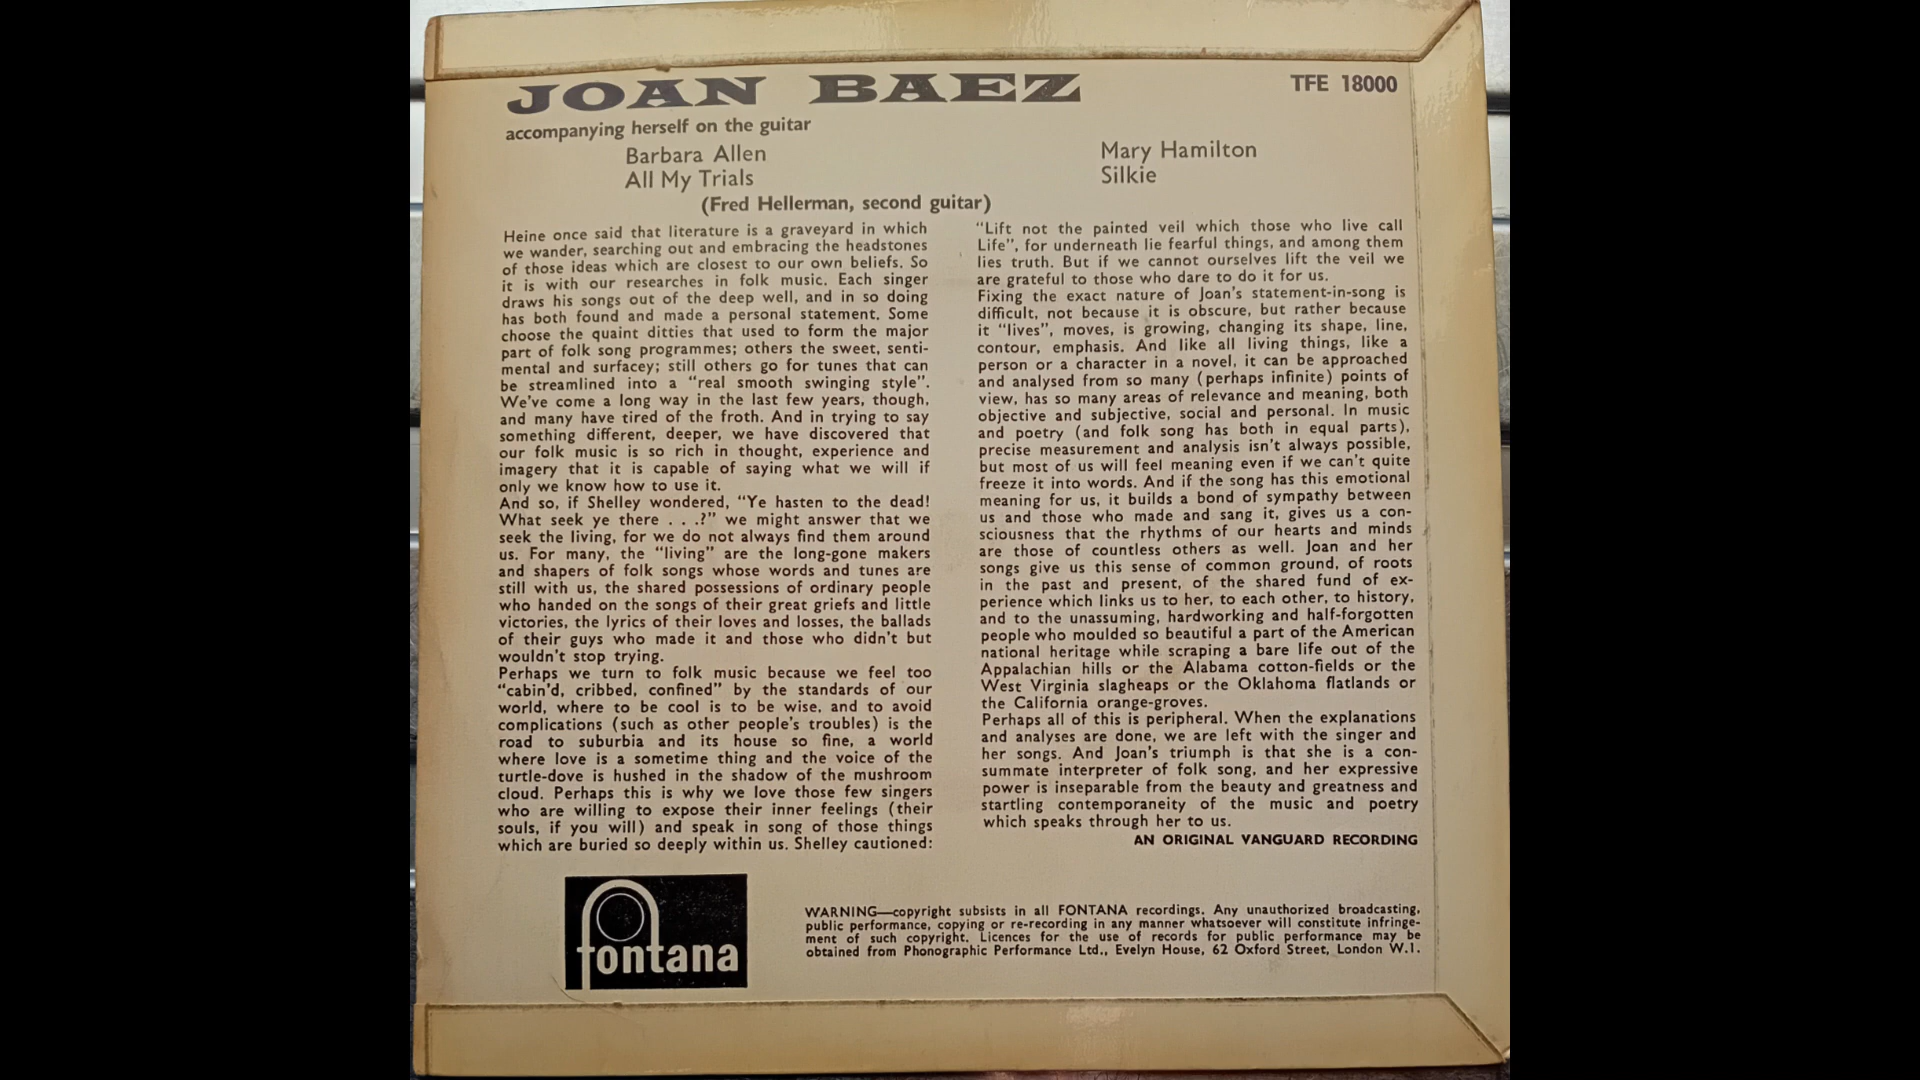 JOAN BAEZ
TFE 18000
accompanying herself on the guitar
Barbara Allen
All My Trials
Mary Hamilton
Silkie
(Fred Hellerman, second guitar)
Heine once said that literature is a graveyard in which
we wander, searching out and embracing the headstones
of those ideas which are closest to our own beliefs. So
it is with our researches in folk music. Each singer
draws his songs out of the deep well, and in so doing
has both found and made a personal statement. Some
choose the quaint ditties that used to form the major
part of folk song programmes; others the sweet, senti-
mental and surfacey; still others go for tunes that can
be streamlined into a “real smooth swinging style”.
We’ve come a long way in the last few years, though,
and many have tired of the froth. And in trying to say
something different, deeper, we have discovered that
our folk music is so rich in thought, experience and
imagery that it is capable of saying what we will if
only we know how to use it.
And so, if Shelley wondered, “Ye hasten to the dead!
What seek ye there . . .?” we might answer that we
seek the living, for we do not always find them around
us. For many, the “living” are the long-gone makers
and shapers of folk songs whose words and tunes are
still with us, the shared possessions of ordinary people
who handed on the songs of their great griefs and little
victories, the lyrics of their loves and losses, the ballads
of their guys who made it and those who didn’t but
wouldn’t stop trying.
Perhaps we turn to folk music because we feel too
“cabin’d, cribbed, confined” by the standards of our
world, where to be cool is to be wise, and to avoid
complications (such as other people’s troubles) is the
road to suburbia and its house so fine, a world
where love is a sometime thing and the voice of the
turtle-dove is hushed in the shadow of the mushroom
cloud. Perhaps this is why we love those few singers
who are willing to expose their inner feelings (their
souls, if you will) and speak in song of those things
which are buried so deeply within us. Shelley cautioned:
“Lift not the painted veil which those who live call
Life”, for underneath lie fearful things, and among them
lies truth. But if we cannot ourselves lift the veil we
are grateful to those who dare to do it for us.
Fixing the exact nature of Joan’s statement-in-song is
difficult, not because it is obscure, but rather because
it “lives”, moves, is growing, changing its shape, line,
contour, emphasis. And like all living things, like a
person or a character in a novel, it can be approached
and analysed from so many (perhaps infinite) points of
view, has so many areas of relevance and meaning, both
objective and subjective, social and personal. In music
and poetry (and folk song has both in equal parts),
precise measurement and analysis isn’t always possible,
but most of us will feel meaning even if we can’t quite
freeze it into words. And if the song has this emotional
meaning for us, it builds a bond of sympathy between
us and those who made and sang it, gives us a con-
sciousness that the rhythms of our hearts and minds
are those of countless others as well. Joan and her
songs give us this sense of common ground, of roots
in the past and present, of the shared fund of ex-
perience which links us to her, to each other, to history,
and to the unassuming, hardworking and half-forgotten
people who moulded so beautiful a part of the American
national heritage while scraping a bare life out of the
Appalachian hills or the Alabama cotton-fields or the
West Virginia slagheaps or the Oklahoma flatlands or
the California orange-groves.
Perhaps all of this is peripheral. When the explanations
and analyses are done, we are left with the singer and
her songs. And Joan’s triumph is that she is a con-
summate interpreter of folk song, and her expressive
power is inseparable from the beauty and greatness and
startling contemporaneity of the music and poetry
which speaks through her to us.
AN ORIGINAL VANGUARD RECORDING
fontana
WARNING—copyright subsists in all FONTANA recordings. Any unauthorized broadcasting,
public performance, copying or re-recording in any manner whatsoever will constitute infringe-
ment of such copyright. Licences for the use of records for public performance may be
obtained from Phonographic Performance Ltd., Evelyn House, 62 Oxford Street, London W.1.